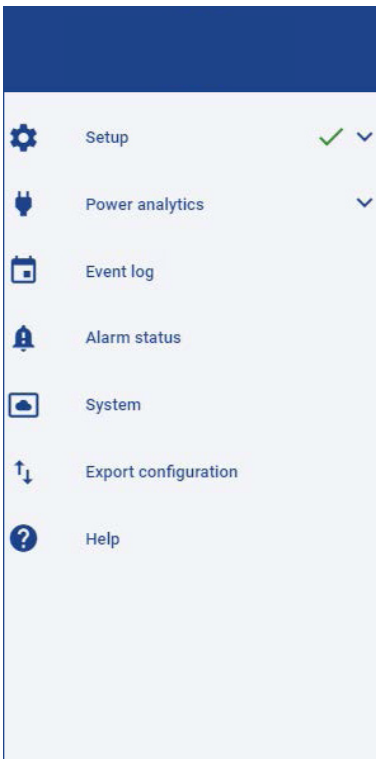 Setup
Power analytics
Event log
Alarm status
System
Export configuration
Help